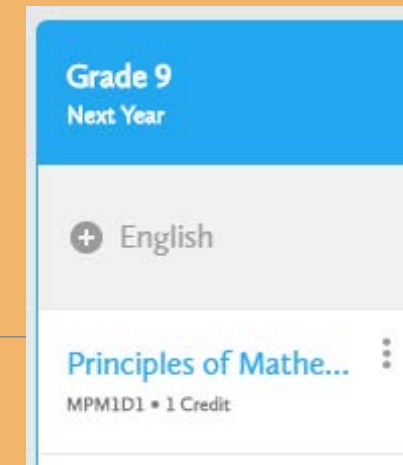 Grade 9
Next Year
English
Principles of Mathe...
MPM1D1 • 1 Credit